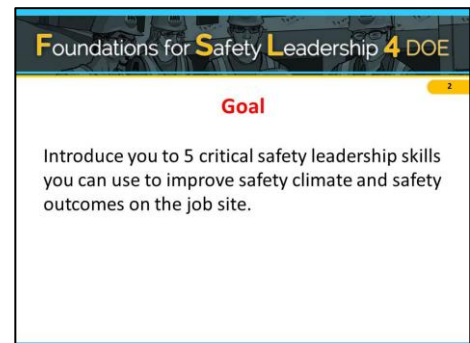 Foundations for Safety Leadership 4 DOE
2
Goal
Introduce you to 5 critical safety leadership skills
you can use to improve safety climate and safety
outcomes on the job site.